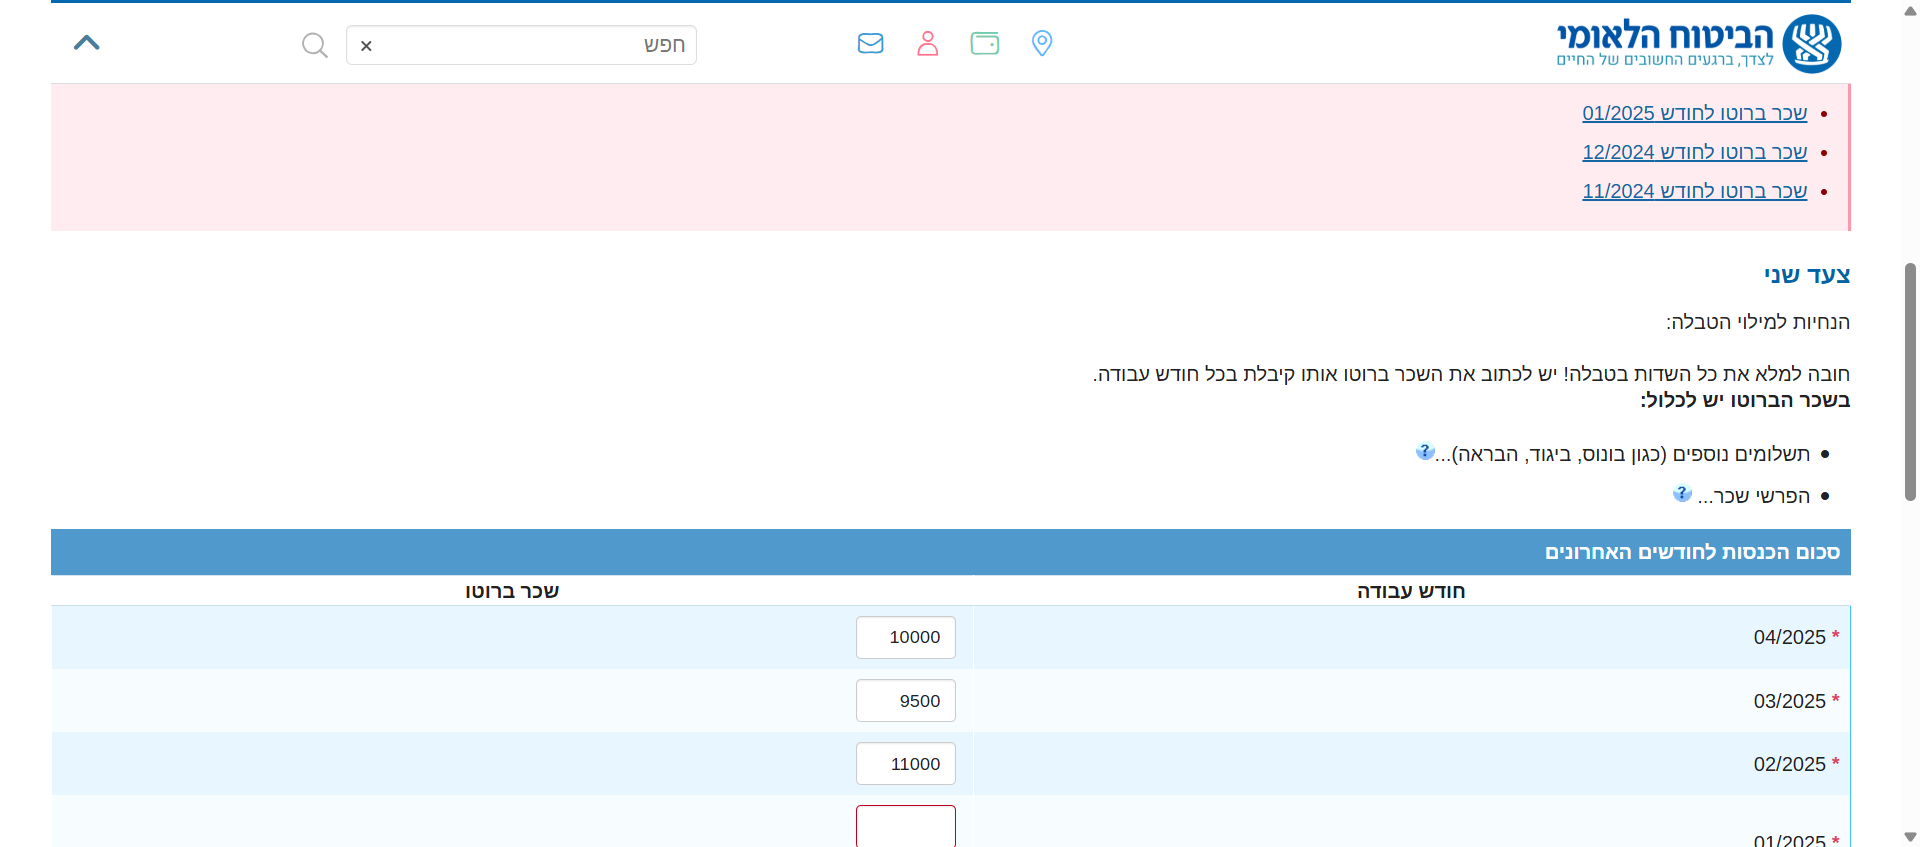 הביטוח הלאומי
לצדך, ברגעים החשובים של החיים
חפש
שכר ברוטו לחודש 01/2025
שכר ברוטו לחודש 12/2024
שכר ברוטו לחודש 11/2024
צעד שני
הנחיות למילוי הטבלה:
חובה למלא את כל השדות בטבלה! יש לכתוב את השכר ברוטו אותו קיבלת בכל חודש עבודה.
בשכר הברוטו יש לכלול:
תשלומים נוספים (כגון בונוס, ביגוד, הבראה)...
הפרשי שכר...
סכום הכנסות לחודשים האחרונים
חודש עבודה שכר ברוטו
* 04/2025 10000
* 03/2025 9500
* 02/2025 11000
* 01/2025